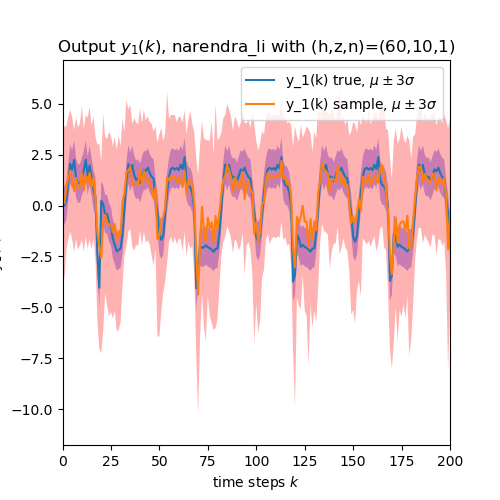 Output y₁(k), narendra_li with (h,z,n)=(60,10,1)
y_1(k) true, μ ± 3σ
y_1(k) sample, μ ± 3σ
5.0
2.5
0.0
−2.5
−5.0
−7.5
−10.0
0 25 50 75 100 125 150 175 200
time steps k